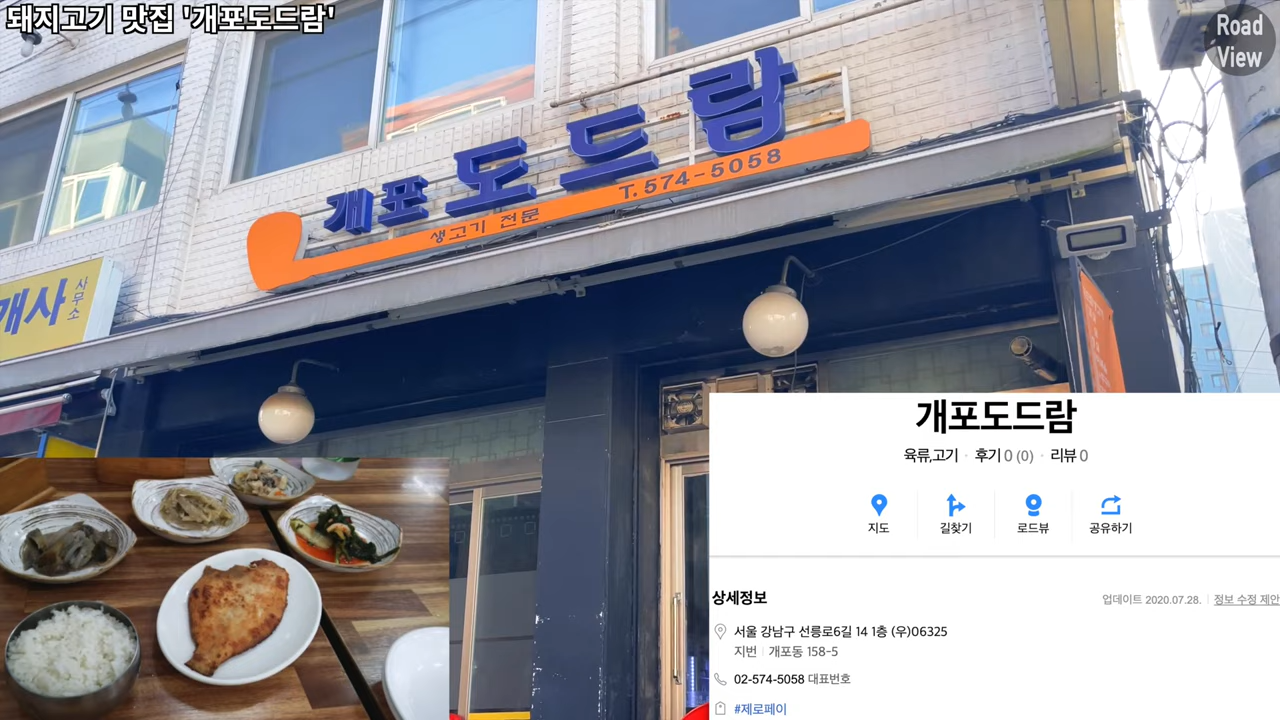 돼지고기 맛집 '개포도드람'
Road
View
개포도드람
생고기 전문 T.574-5058
개사
사무소
개포도드람
육류,고기 · 후기 0 (0) · 리뷰 0
지도 길찾기 로드뷰 공유하기
상세정보
업데이트 2020.07.28. 정보 수정 제안
서울 강남구 선릉로6길 14 1층 (우)06325
지번 개포동 158-5
02-574-5058 대표번호
#제로페이